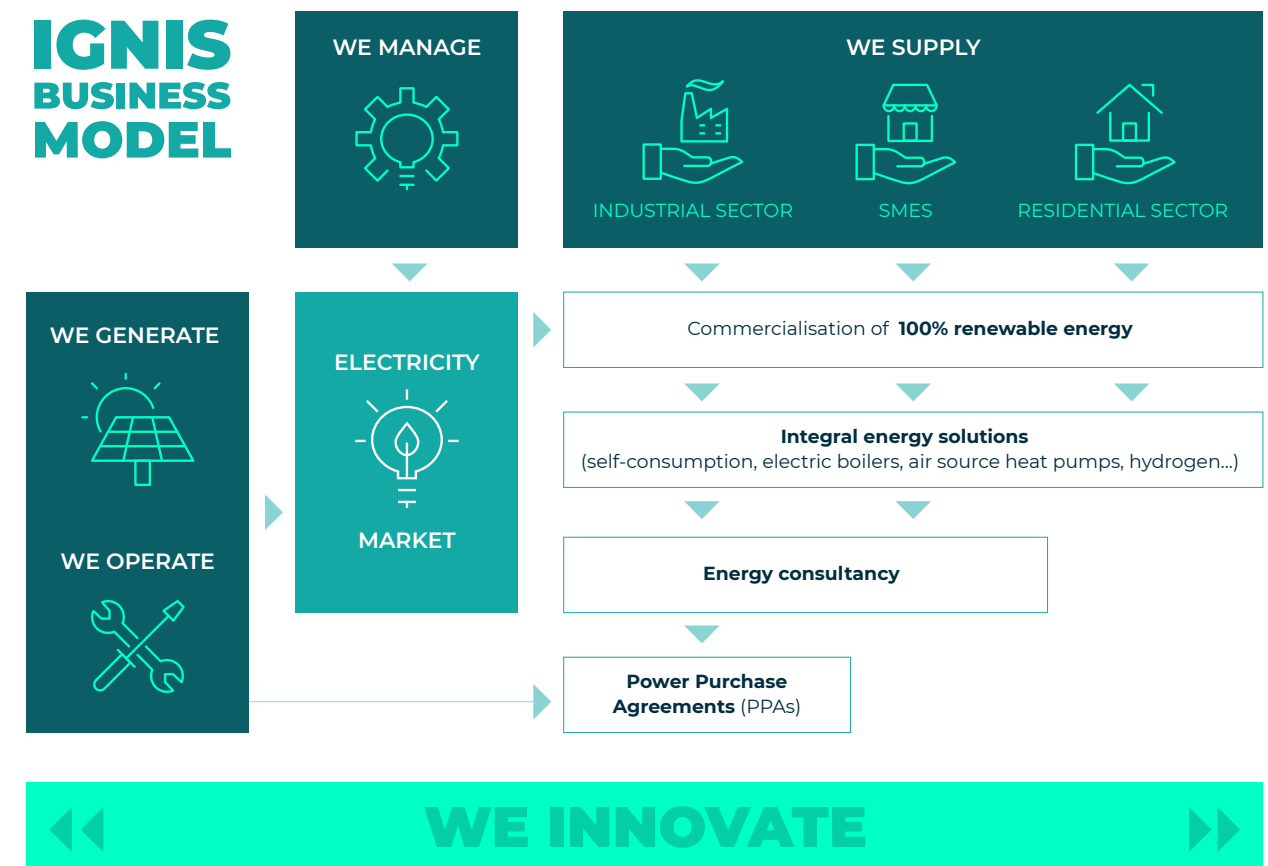 IGNIS
BUSINESS
MODEL
WE MANAGE
WE SUPPLY
INDUSTRIAL SECTOR
SMES
RESIDENTIAL SECTOR
WE GENERATE
WE OPERATE
ELECTRICITY
MARKET
Commercialisation of 100% renewable energy
Integral energy solutions
(self-consumption, electric boilers, air source heat pumps, hydrogen...)
Energy consultancy
Power Purchase
Agreements (PPAs)
WE INNOVATE